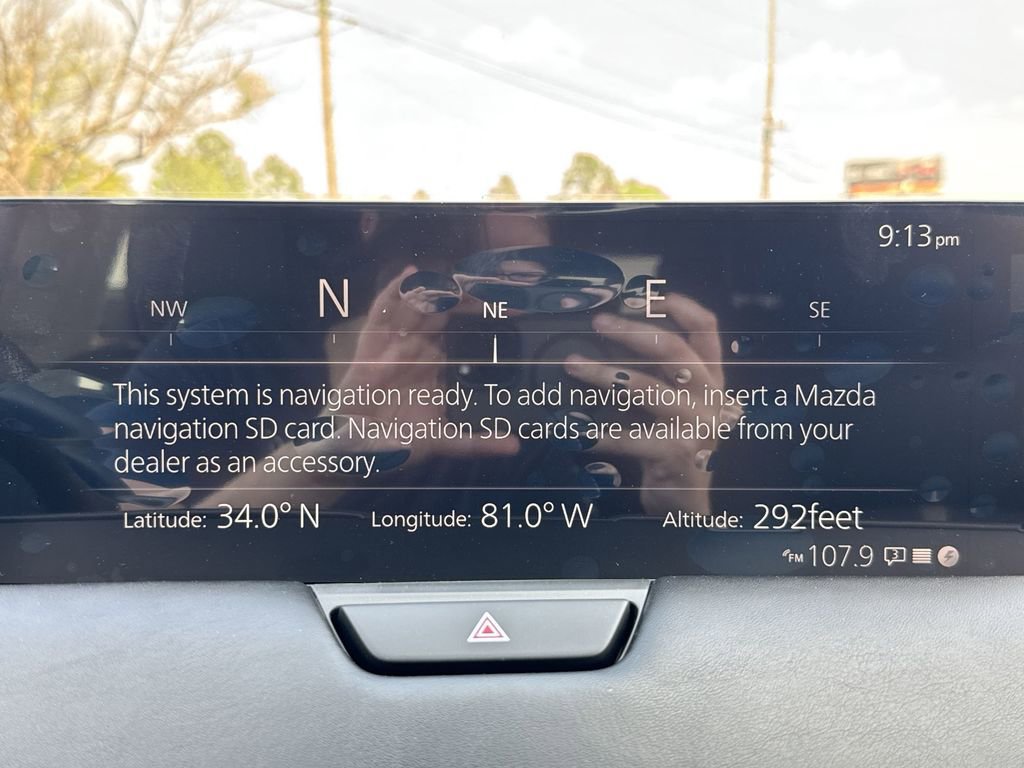 9:13pm
NW N NE E SE
This system is navigation ready. To add navigation, insert a Mazda
navigation SD card. Navigation SD cards are available from your
dealer as an accessory.
Latitude: 34.0° N Longitude: 81.0° W Altitude: 292feet
FM 107.9 3